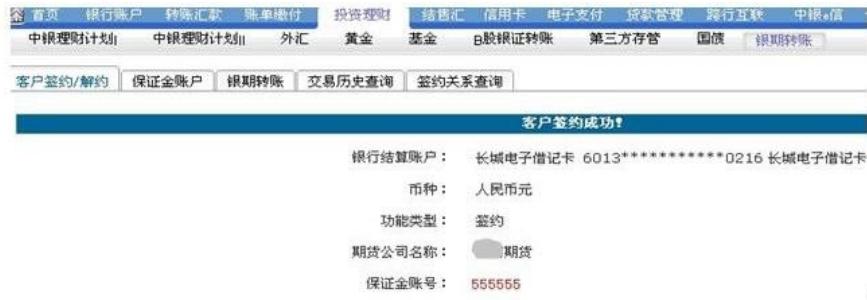 首页 银行账户 转账汇款 账单缴付 投资理财 结售汇 信用卡 电子支付 贷款管理 跨行互联 中银e信
中银理财计划I 中银理财计划II 外汇 黄金 基金 B股银证转账 第三方存管 国债 银期转账
客户签约/解约 保证金账户 银期转账 交易历史查询 签约关系查询
客户签约成功!
银行结算账户： 长城电子借记卡 6013***********0216 长城电子借记卡
币种： 人民币元
功能类型： 签约
期货公司名称： 期货
保证金账号： 555555